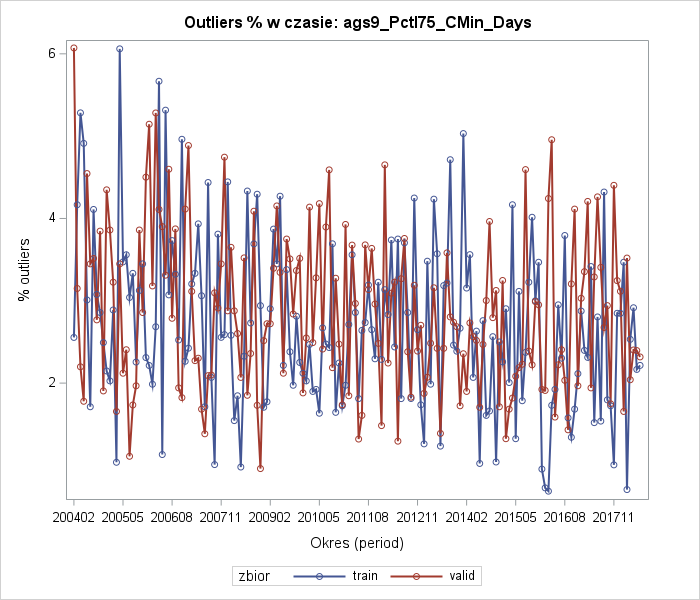 Outliers % w czasie: ags9_Pctl75_CMin_Days
% outliers
6
4
2
200402 200505 200608 200711 200902 201005 201108 201211 201402 201505 201608 201711
Okres (period)
zbior train valid